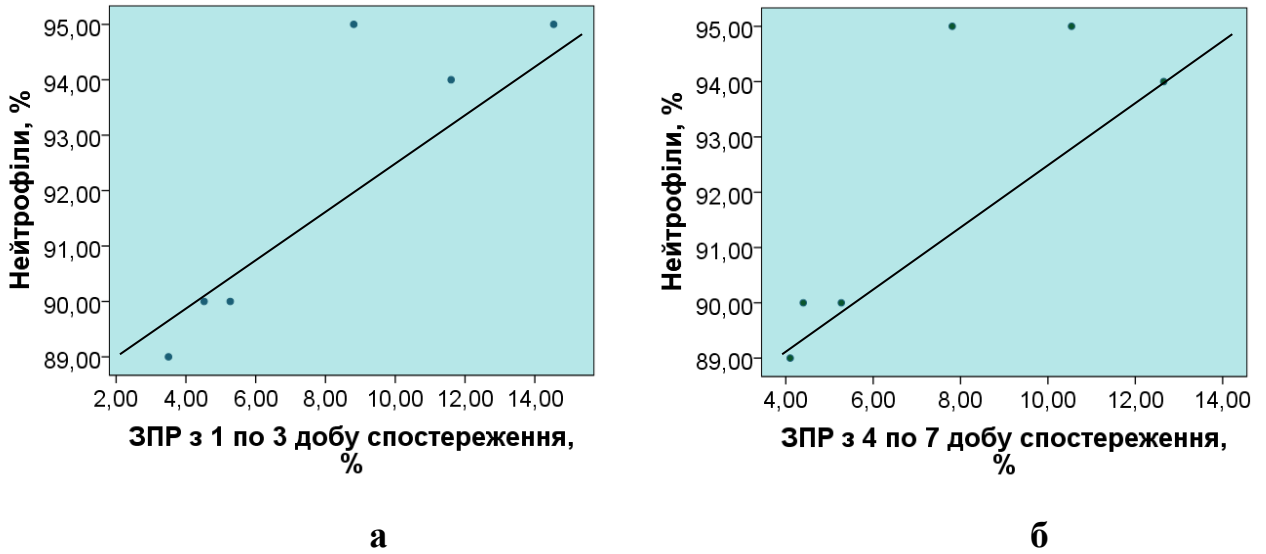 Нейтрофіли, %
95,00
94,00
93,00
92,00
91,00
90,00
89,00
2,00 4,00 6,00 8,00 10,00 12,00 14,00
ЗПР з 1 по 3 добу спостереження,
%
а
Нейтрофіли, %
95,00
94,00
93,00
92,00
91,00
90,00
89,00
4,00 6,00 8,00 10,00 12,00 14,00
ЗПР з 4 по 7 добу спостереження,
%
б